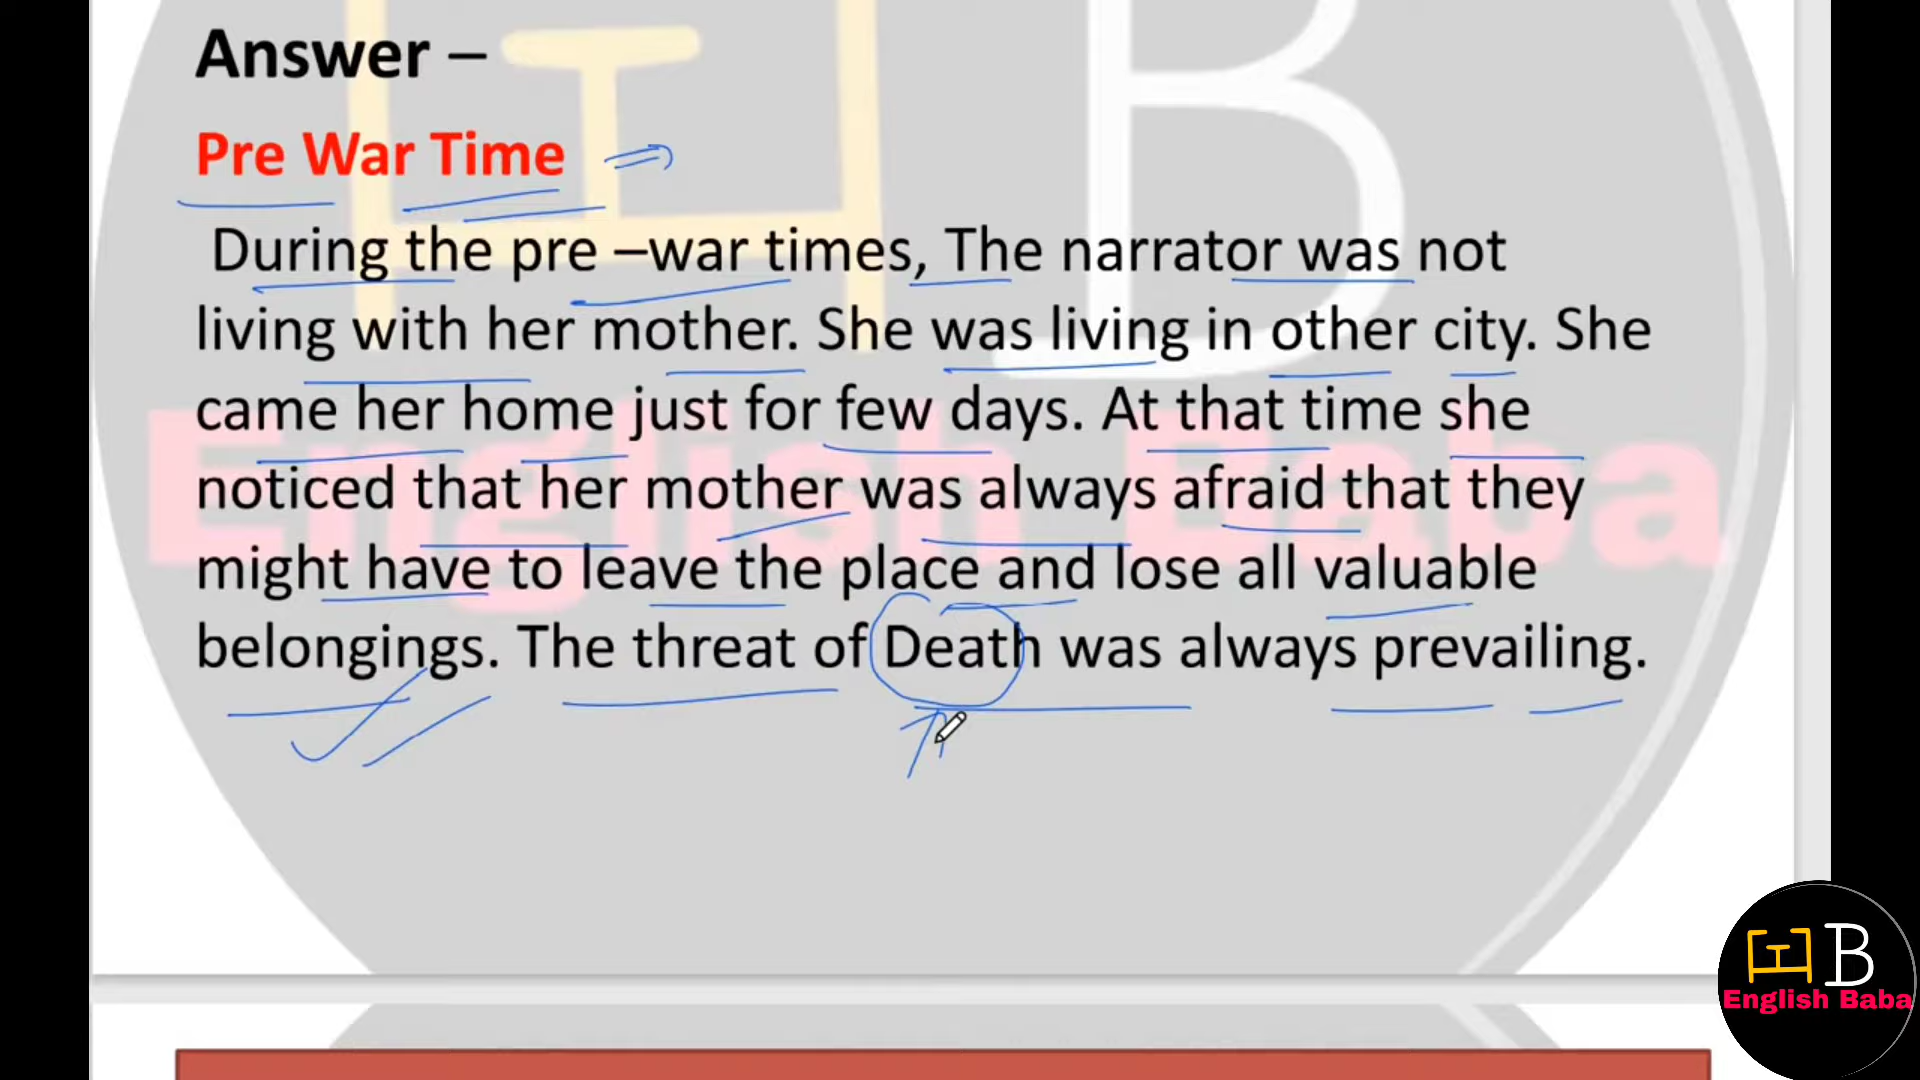 Answer –
Pre War Time
During the pre –war times, The narrator was not
living with her mother. She was living in other city. She
came her home just for few days. At that time she
noticed that her mother was always afraid that they
might have to leave the place and lose all valuable
belongings. The threat of Death was always prevailing.
English Baba
B
English Baba